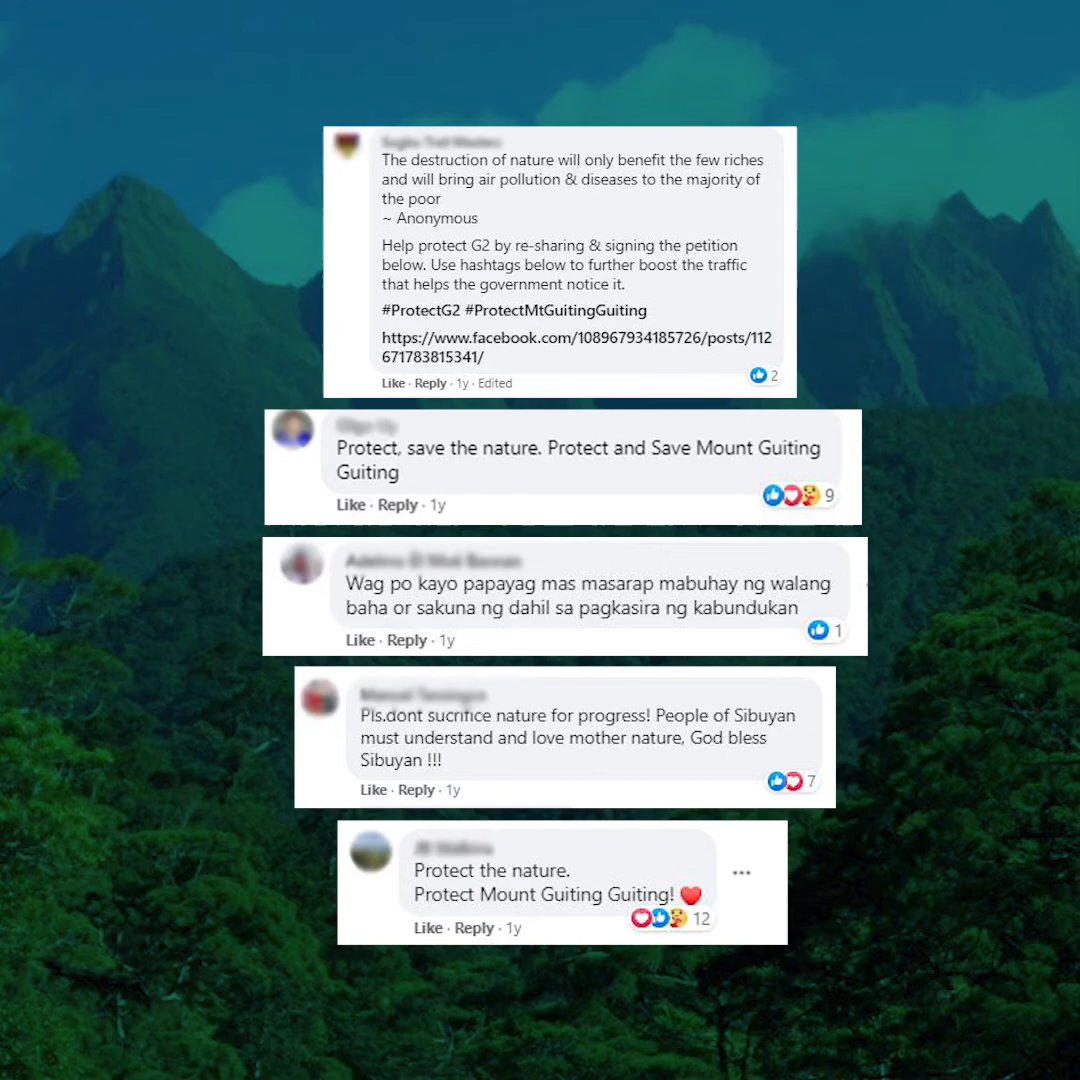 The destruction of nature will only benefit the few riches
and will bring air pollution & diseases to the majority of
the poor
~ Anonymous
Help protect G2 by re-sharing & signing the petition
below. Use hashtags below to further boost the traffic
that helps the government notice it.
#ProtectG2 #ProtectMtGuitingGuiting
https://www.facebook.com/108967934185726/posts/112
671783815341/
Like · Reply · 1y · Edited
2
Protect, save the nature. Protect and Save Mount Guiting
Guiting
Like · Reply · 1y
9
Wag po kayo papayag mas masarap mabuhay ng walang
baha or sakuna ng dahil sa pagkasira ng kabundukan
Like · Reply · 1y
1
Pls.dont sucrifice nature for progress! People of Sibuyan
must understand and love mother nature, God bless
Sibuyan !!!
Like · Reply · 1y
7
Protect the nature.
Protect Mount Guiting Guiting! ❤️
Like · Reply · 1y
12